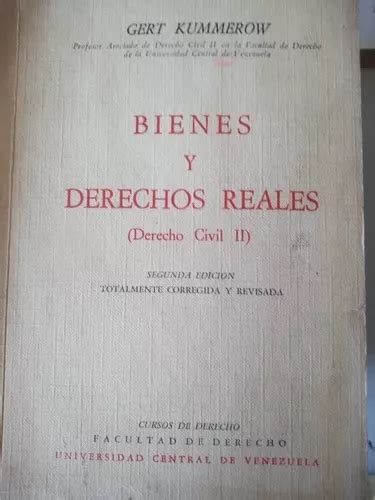 GERT KUMMEROW
Profesor Asociado de Derecho Civil II en la Facultad de Derecho
de la Universidad Central de Venezuela
BIENES
Y
DERECHOS REALES
(Derecho Civil II)
SEGUNDA EDICION
TOTALMENTE CORREGIDA Y REVISADA
CURSOS DE DERECHO
FACULTAD DE DERECHO
UNIVERSIDAD CENTRAL DE VENEZUELA